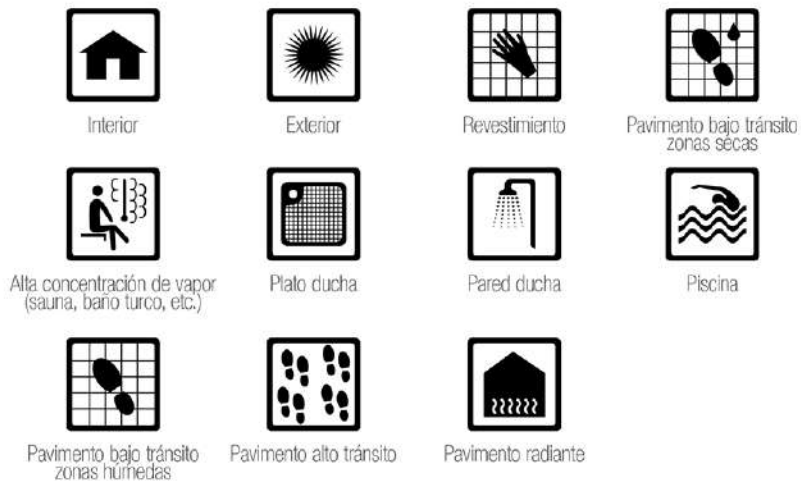 Interior
Exterior
Revestimiento
Pavimento bajo tránsito
zonas secas
Alta concentración de vapor
(sauna, baño turco, etc.)
Plato ducha
Pared ducha
Piscina
Pavimento bajo tránsito
zonas húmedas
Pavimento alto tránsito
Pavimento radiante